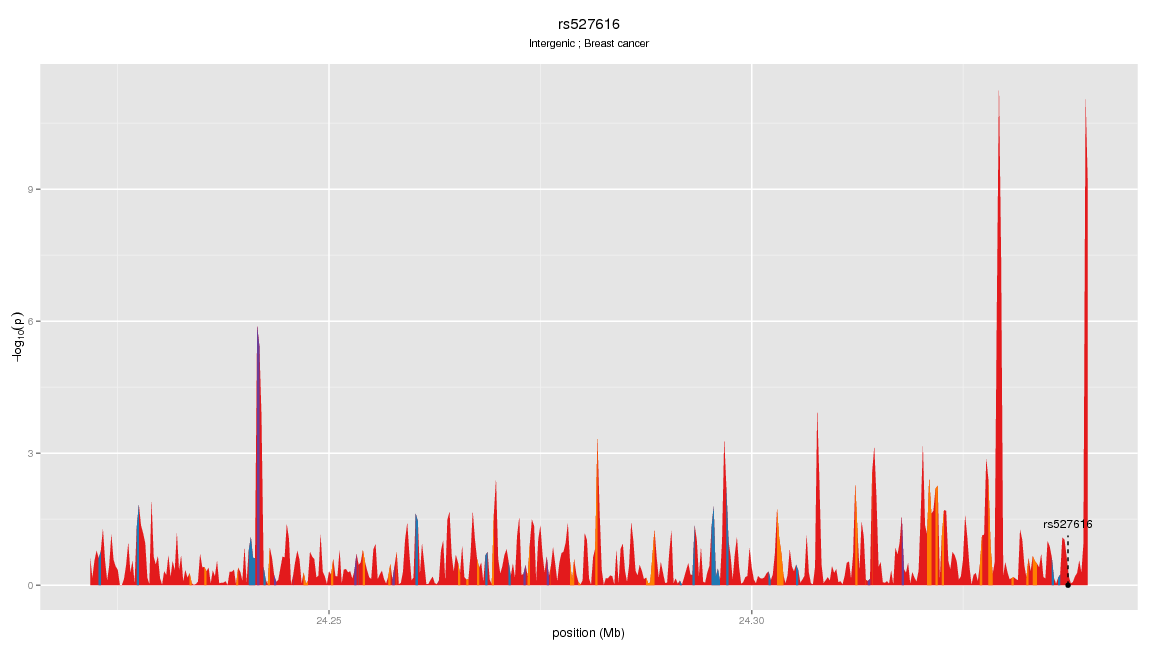 rs527616
Intergenic ; Breast cancer
−log10(p)
9
6
3
0
rs527616
24.25
24.30
position (Mb)